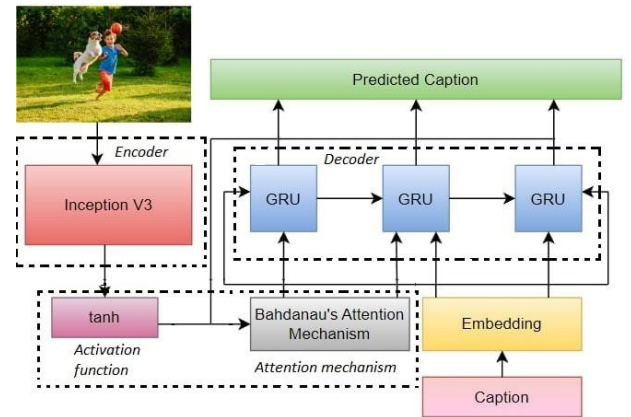 Predicted Caption
Encoder
Decoder
Inception V3
GRU
GRU
GRU
tanh
Bahdanau's Attention
Mechanism
Embedding
Activation
function
Attention mechanism
Caption